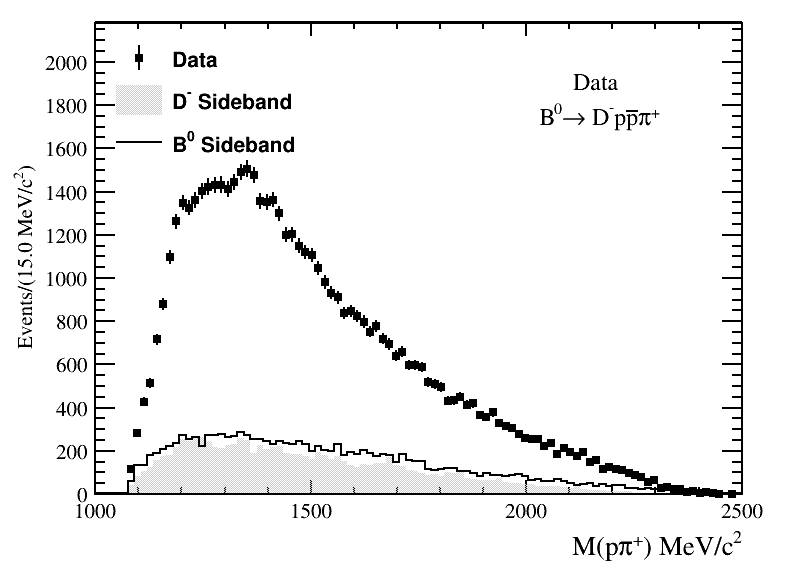 2000
1800
1600
1400
1200
1000
800
600
400
200
0
Events/(15.0 MeV/c²)
Data
D⁻ Sideband
B⁰ Sideband
Data
B⁰→ D⁻pp̅π⁺
1000 1500 2000 2500
M(pπ⁺) MeV/c²